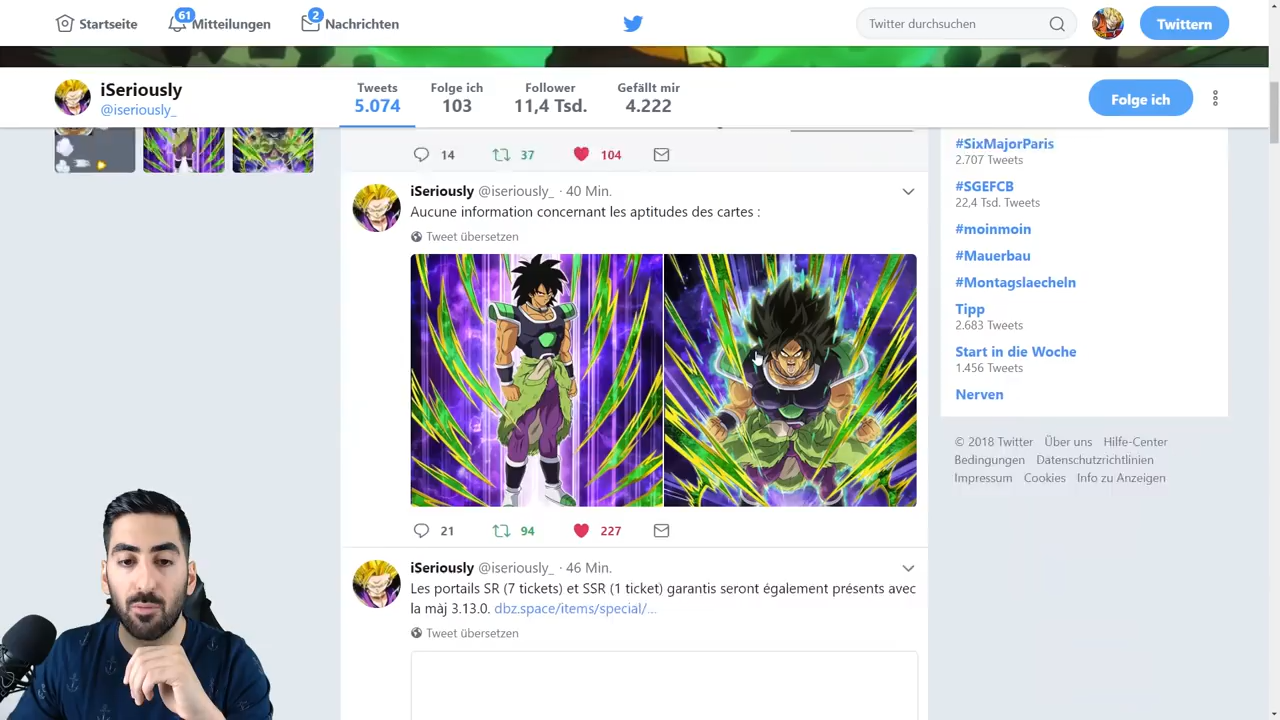 Startseite
61
Mitteilungen
2
Nachrichten
Twitter durchsuchen
Twittern
iSeriously
@iseriously_
Tweets
5.074
Folge ich
103
Follower
11,4 Tsd.
Gefällt mir
4.222
Folge ich
14
37
104
iSeriously @iseriously_ · 40 Min.
Aucune information concernant les aptitudes des cartes :
Tweet übersetzen
21
94
227
iSeriously @iseriously_ · 46 Min.
Les portails SR (7 tickets) et SSR (1 ticket) garantis seront également présents avec
la màj 3.13.0. dbz.space/items/special/...
Tweet übersetzen
#SixMajorParis
2.707 Tweets
#SGEFCB
22,4 Tsd. Tweets
#moinmoin
#Mauerbau
#Montagslaecheln
Tipp
2.683 Tweets
Start in die Woche
1.456 Tweets
Nerven
© 2018 Twitter Über uns Hilfe-Center
Bedingungen Datenschutzrichtlinien
Impressum Cookies Info zu Anzeigen